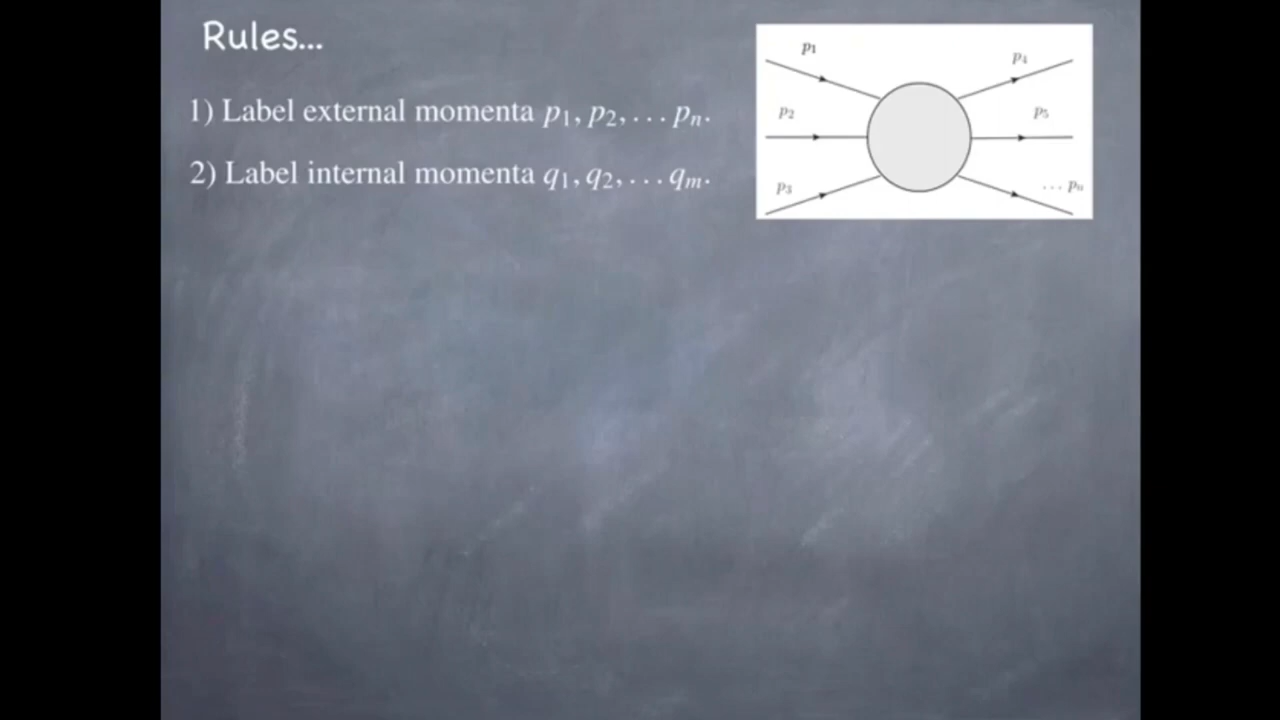 Rules...
1) Label external momenta p₁, p₂, … pₙ.
2) Label internal momenta q₁, q₂, … qₘ.
p₁
p₄
p₂
p₅
p₃
… pₙ